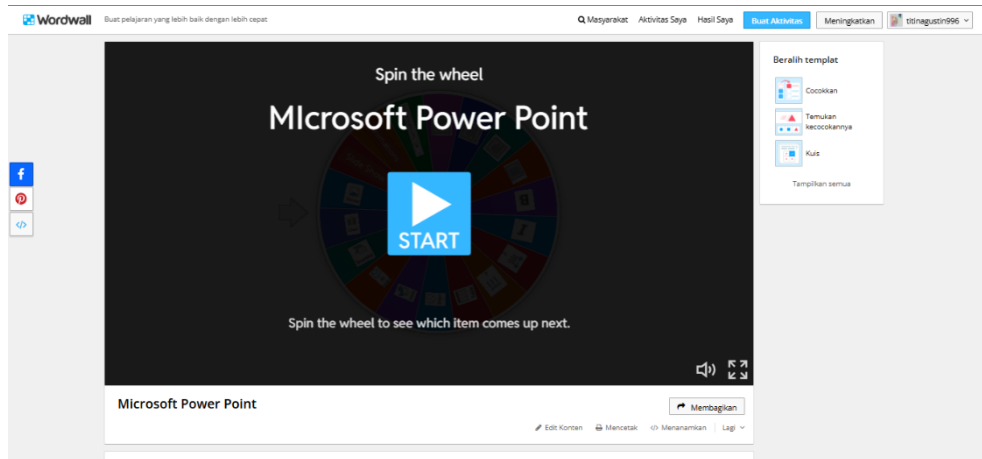 Wordwall
Buat pelajaran yang lebih baik dengan lebih cepat
Masyarakat
Aktivitas Saya
Hasil Saya
Buat Aktivitas
Meningkatkan
titinagustin996
Spin the wheel
MIcrosoft Power Point
START
Spin the wheel to see which item comes up next.
Beralih templat
Cocokkan
Temukan
kecocokannya
Kuis
Tampilkan semua
Microsoft Power Point
Membagikan
Edit Konten
Mencetak
</> Menanamkan
Lagi